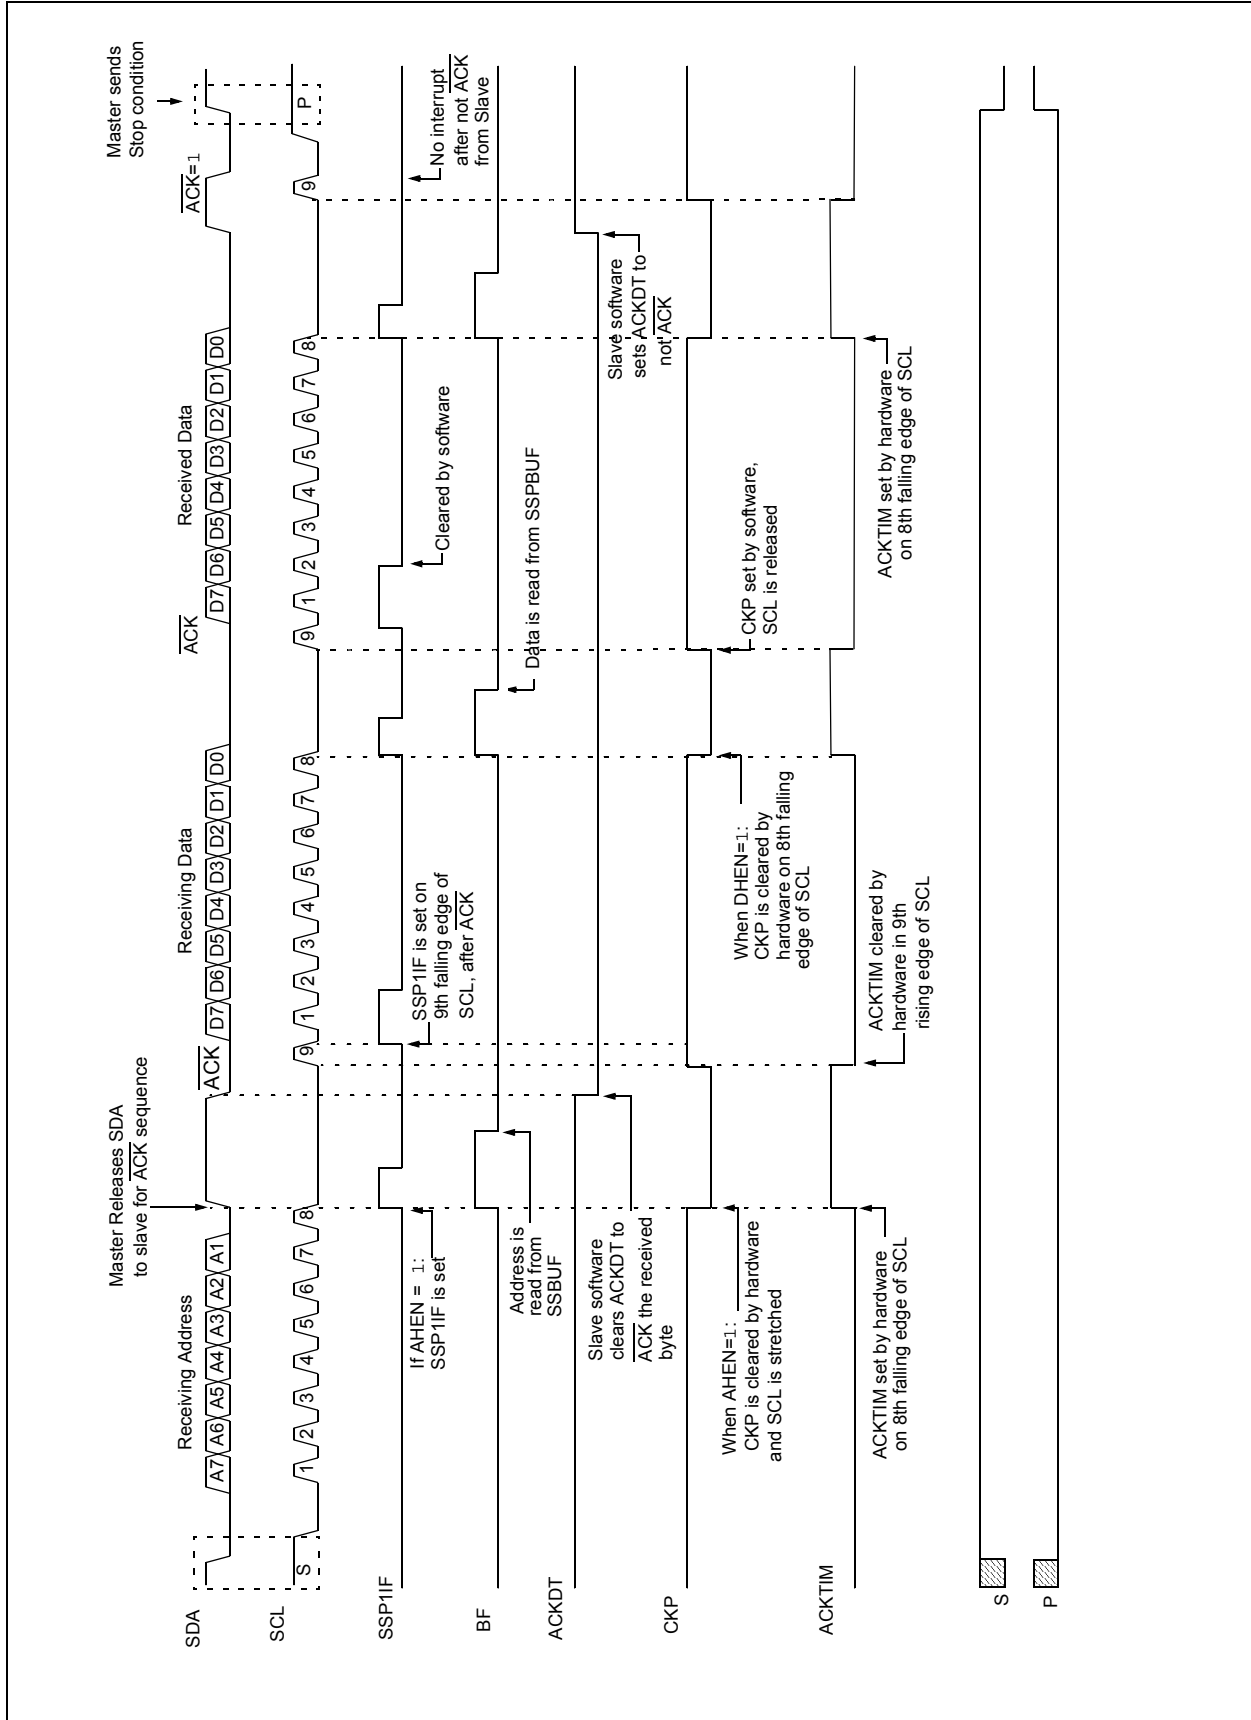 Master Releases SDA
to slave for ACK sequence
Master sends
Stop condition
Receiving Address
Receiving Data
Received Data
ACK
ACK
ACK=1
SDA
A7 A6 A5 A4 A3 A2 A1
D7 D6 D5 D4 D3 D2 D1 D0
D7 D6 D5 D4 D3 D2 D1 D0
SCL
S
1 2 3 4 5 6 7 8 9
1 2 3 4 5 6 7 8 9
1 2 3 4 5 6 7 8 9
P
SSP1IF
If AHEN = 1:
SSP1IF is set
SSP1IF is set on
9th falling edge of
SCL, after ACK
Cleared by software
No interrupt
after not ACK
from Slave
BF
Address is
read from
SSBUF
Data is read from SSPBUF
ACKDT
Slave software
clears ACKDT to
ACK the received
byte
Slave software
sets ACKDT to
not ACK
CKP
When AHEN=1:
CKP is cleared by hardware
and SCL is stretched
When DHEN=1:
CKP is cleared by
hardware on 8th falling
edge of SCL
CKP set by software,
SCL is released
ACKTIM
ACKTIM set by hardware
on 8th falling edge of SCL
ACKTIM cleared by
hardware in 9th
rising edge of SCL
ACKTIM set by hardware
on 8th falling edge of SCL
S
P